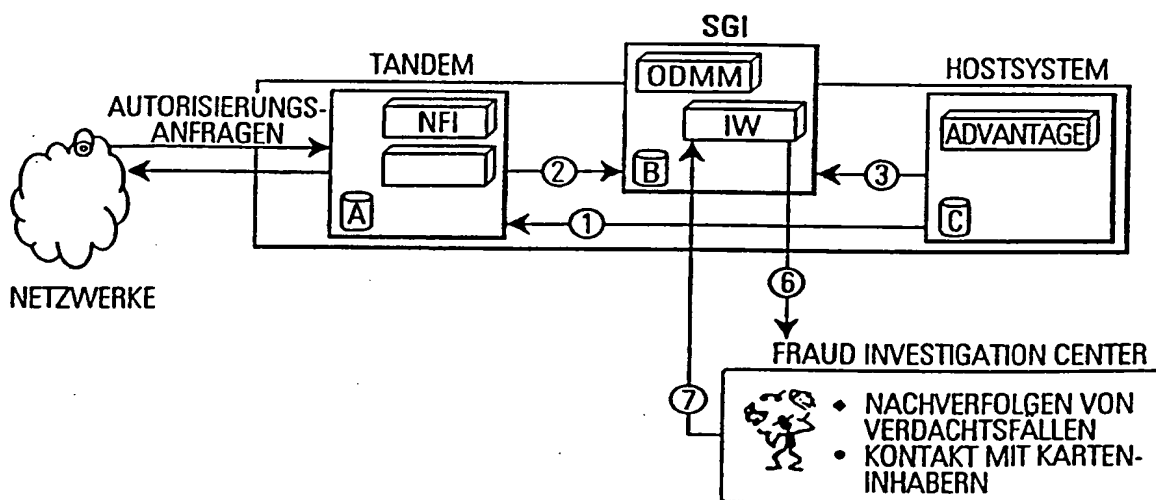 SGI
TANDEM
ODMM
HOSTSYSTEM
AUTORISIERUNGS-
ANFRAGEN
NFI
IW
ADVANTAGE
2
3
A
B
C
1
NETZWERKE
6
FRAUD INVESTIGATION CENTER
7
• NACHVERFOLGEN VON
VERDACHTSFÄLLEN
• KONTAKT MIT KARTEN-
INHABERN